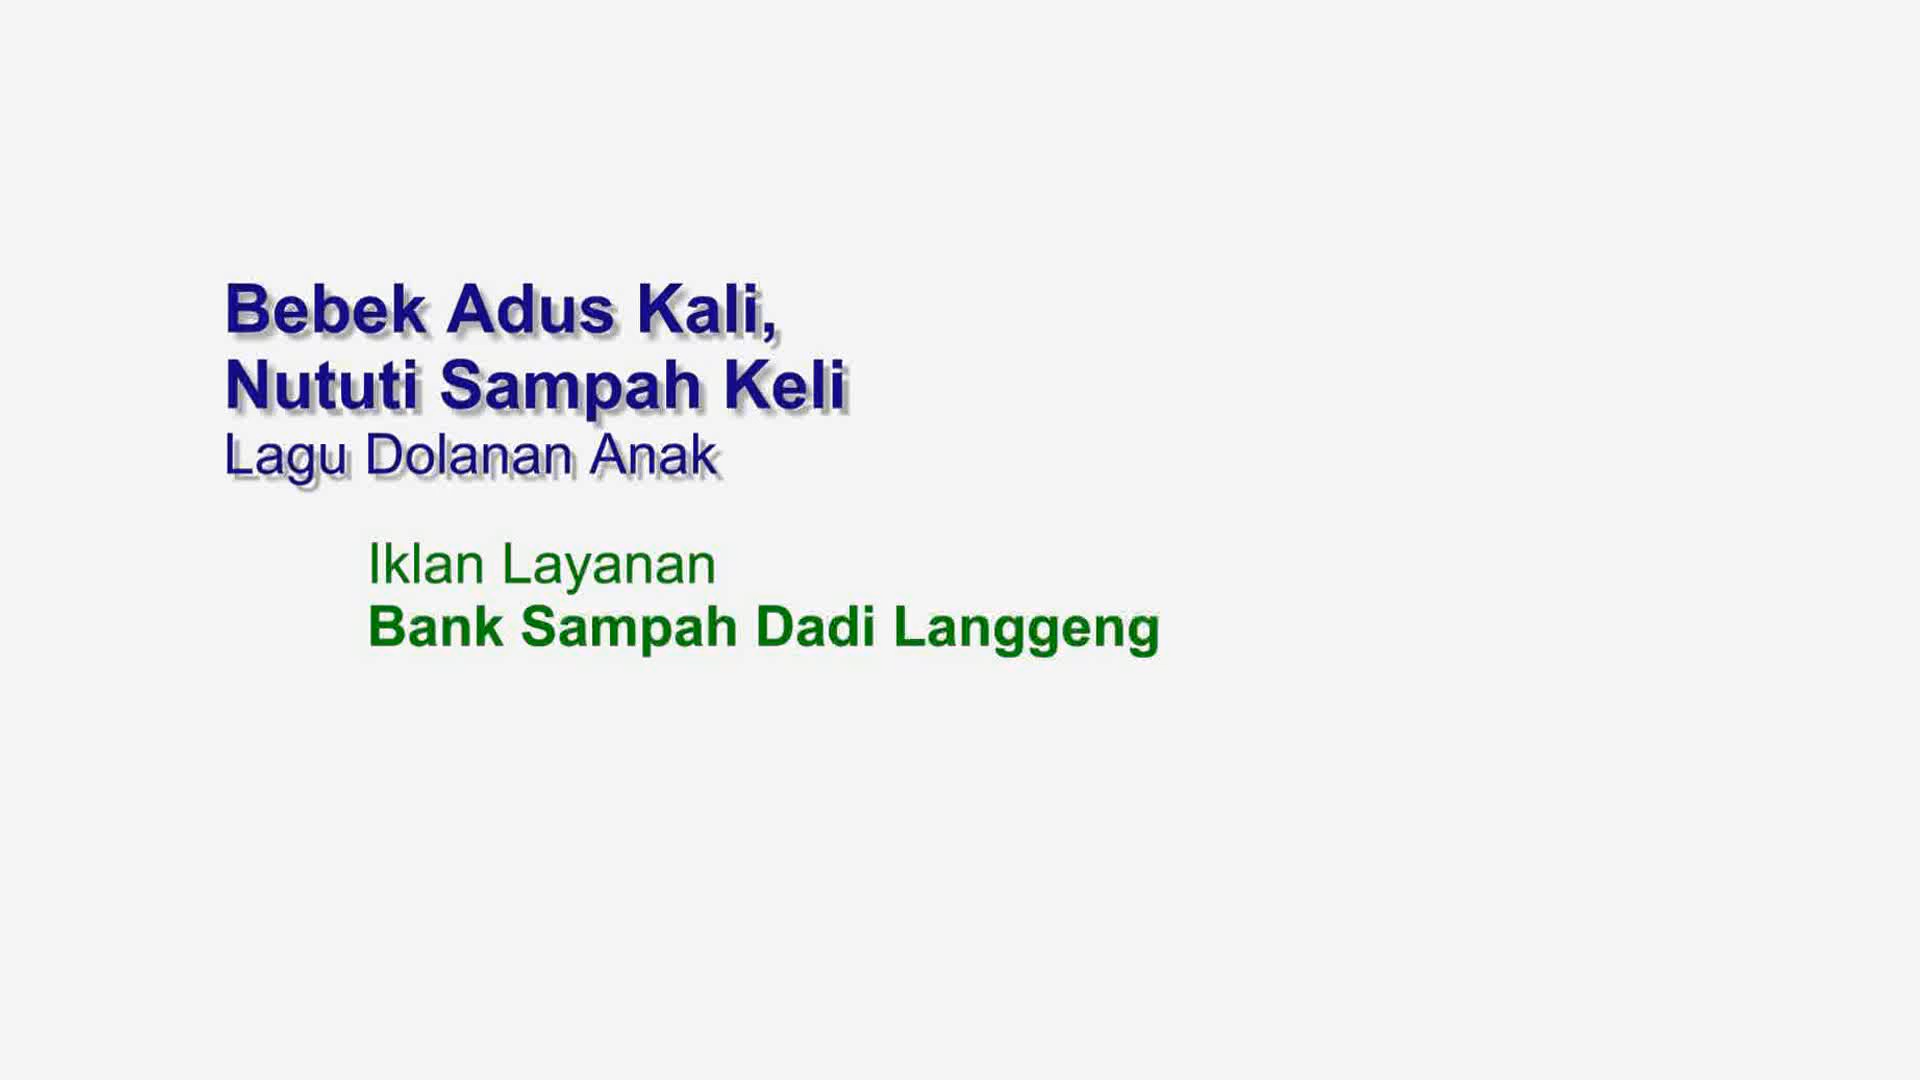 Bebek Adus Kali,
Nututi Sampah Keli
Lagu Dolanan Anak
Iklan Layanan
Bank Sampah Dadi Langgeng